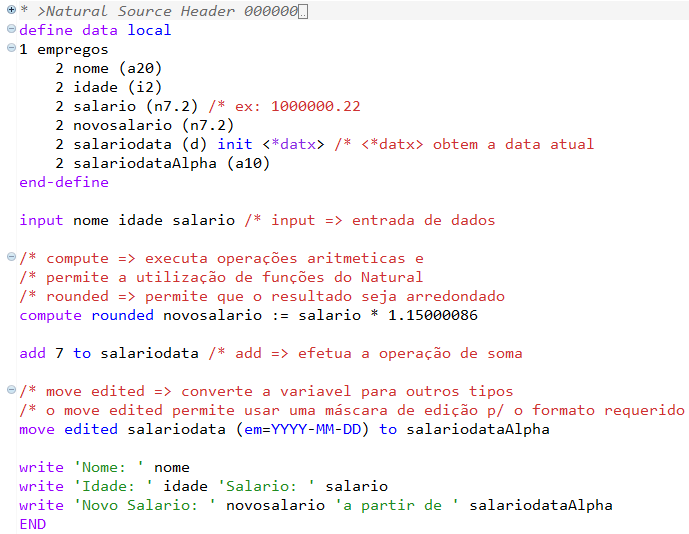 * >Natural Source Header 000000..
define data local
1 empregos
2 nome (a20)
2 idade (i2)
2 salario (n7.2) /* ex: 1000000.22
2 novosalario (n7.2)
2 salariodata (d) init <*datx> /* <*datx> obtem a data atual
2 salariodataAlpha (a10)
end-define
input nome idade salario /* input => entrada de dados
/* compute => executa operações aritmeticas e
/* permite a utilização de funções do Natural
/* rounded => permite que o resultado seja arredondado
compute rounded novosalario := salario * 1.15000086
add 7 to salariodata /* add => efetua a operação de soma
/* move edited => converte a variavel para outros tipos
/* o move edited permite usar uma máscara de edição p/ o formato requerido
move edited salariodata (em=YYYY-MM-DD) to salariodataAlpha
write 'Nome: ' nome
write 'Idade: ' idade 'Salario: ' salario
write 'Novo Salario: ' novosalario 'a partir de ' salariodataAlpha
END